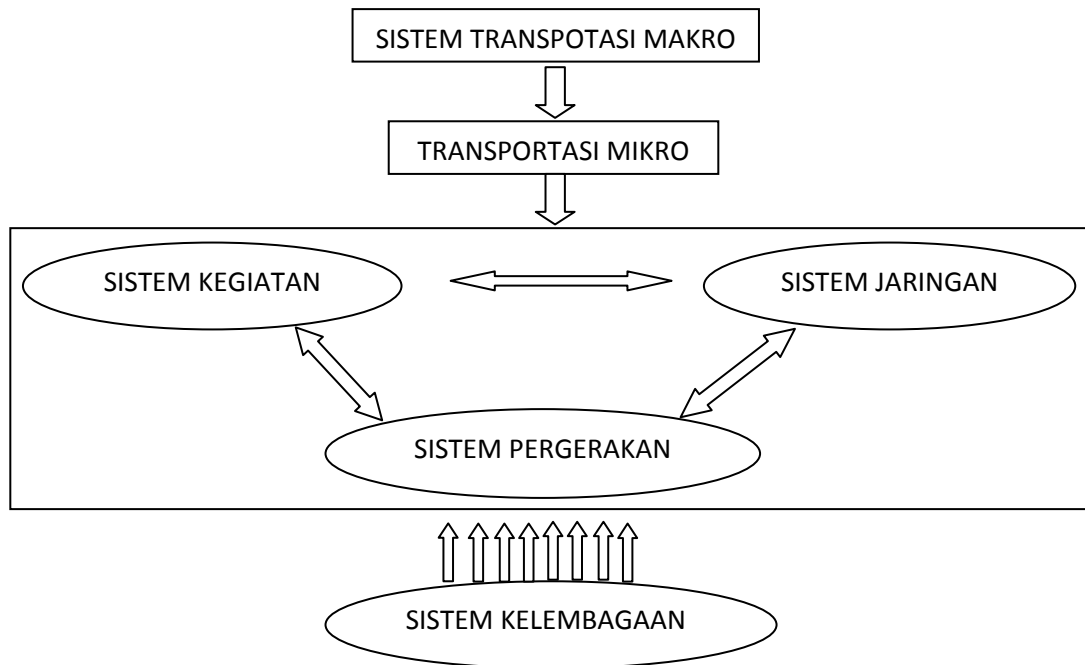 SISTEM TRANSPOTASI MAKRO
TRANSPORTASI MIKRO
SISTEM KEGIATAN
SISTEM JARINGAN
SISTEM PERGERAKAN
SISTEM KELEMBAGAAN